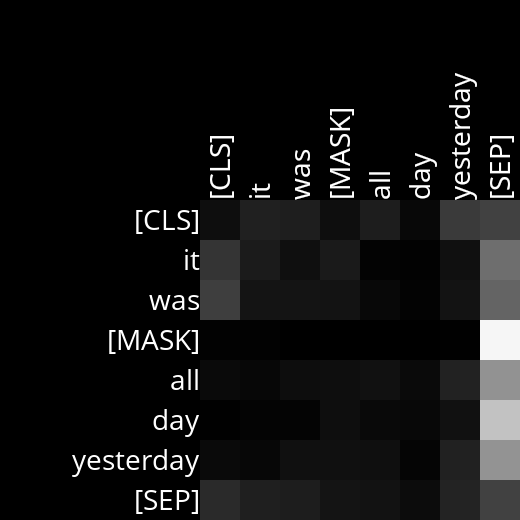 [CLS]
it
was
[MASK]
all
day
yesterday
[SEP]
[CLS]
it
was
[MASK]
all
day
yesterday
[SEP]